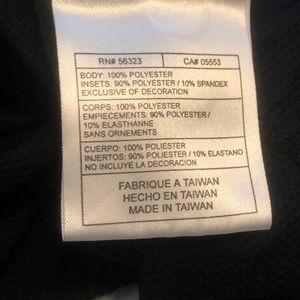 RN# 56323 CA# 05553
BODY: 100% POLYESTER
INSETS: 90% POLYESTER / 10% SPANDEX
EXCLUSIVE OF DECORATION
CORPS: 100% POLYESTER
EMPIECEMENTS: 90% POLYESTER /
10% ELASTHANNE
SANS ORNEMENTS
CUERPO: 100% POLIESTER
INJERTOS: 90% POLIESTER / 10% ELASTANO
NO INCLUYE LA DECORACION
FABRIQUE A TAIWAN
HECHO EN TAIWAN
MADE IN TAIWAN